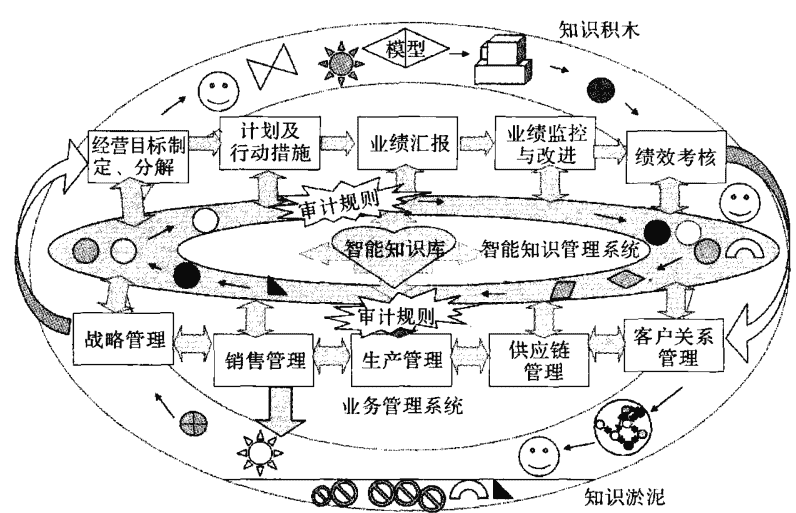 知识积木
模型
经营目标制
定、分解
计划及
行动措施
业绩汇报
业绩监控
与改进
绩效考核
审计规则
智能知识库
智能知识管理系统
审计规则
战略管理
销售管理
生产管理
供应链
管理
客户关系
管理
业务管理系统
知识淤泥